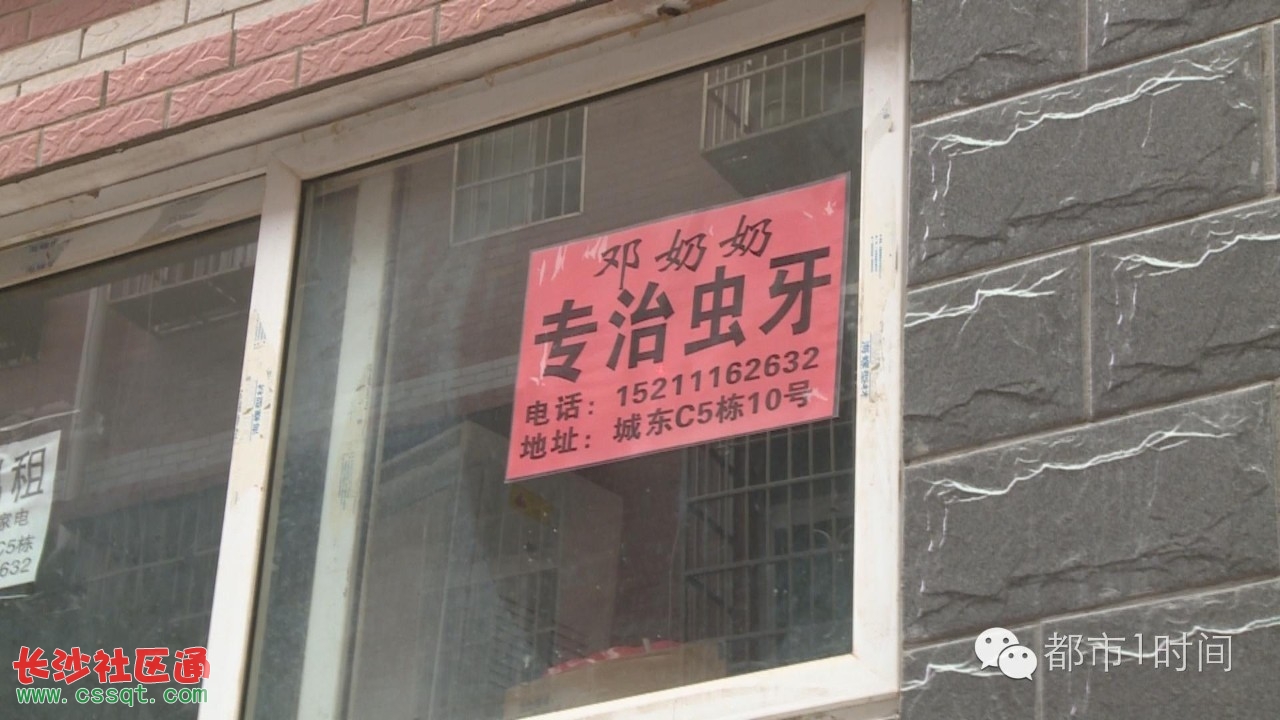 邓奶奶
专治虫牙
电话：15211162632
地址：城东C5栋10号
租
家电
C5栋
632
长沙社区通
www.cssqt.com
都市1时间